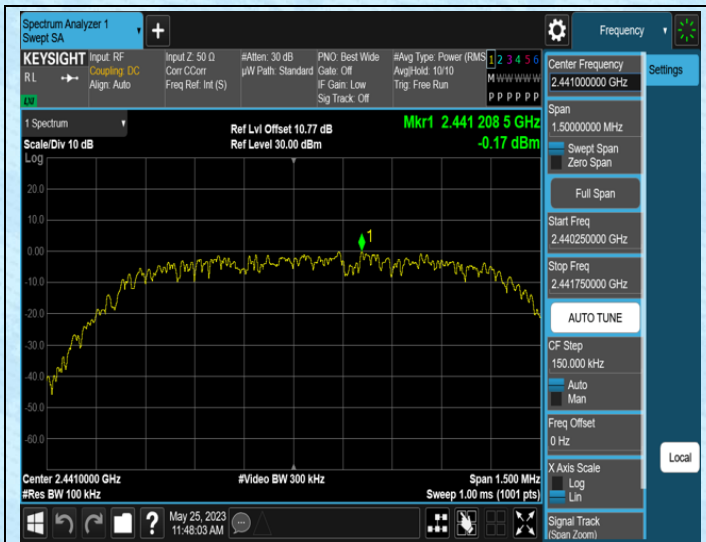 Spectrum Analyzer 1
Swept SA
+
Frequency
KEYSIGHT
RL
LXI
Input: RF
Coupling: DC
Align: Auto
Input Z: 50 Ω
Corr CCorr
Freq Ref: Int (S)
#Atten: 30 dB
µW Path: Standard
PNO: Best Wide
Gate: Off
IF Gain: Low
Sig Track: Off
#Avg Type: Power (RMS
Avg|Hold: 10/10
Trig: Free Run
1 2 3 4 5 6
M W W W W W
P P P P P P
Center Frequency
2.441000000 GHz
Settings
Span
1.50000000 MHz
Swept Span
Zero Span
Full Span
Start Freq
2.440250000 GHz
Stop Freq
2.441750000 GHz
AUTO TUNE
CF Step
150.000 kHz
Auto
Man
Freq Offset
0 Hz
X Axis Scale
Log
Lin
Signal Track
(Span Zoom)
Local
1 Spectrum
Scale/Div 10 dB
Log
Ref Lvl Offset 10.77 dB
Ref Level 30.00 dBm
Mkr1 2.441 208 5 GHz
-0.17 dBm
20.0
10.0
0.00
-10.0
-20.0
-30.0
-40.0
-50.0
-60.0
1
Center 2.4410000 GHz
#Res BW 100 kHz
#Video BW 300 kHz
Span 1.500 MHz
Sweep 1.00 ms (1001 pts)
?
May 25, 2023
11:48:03 AM